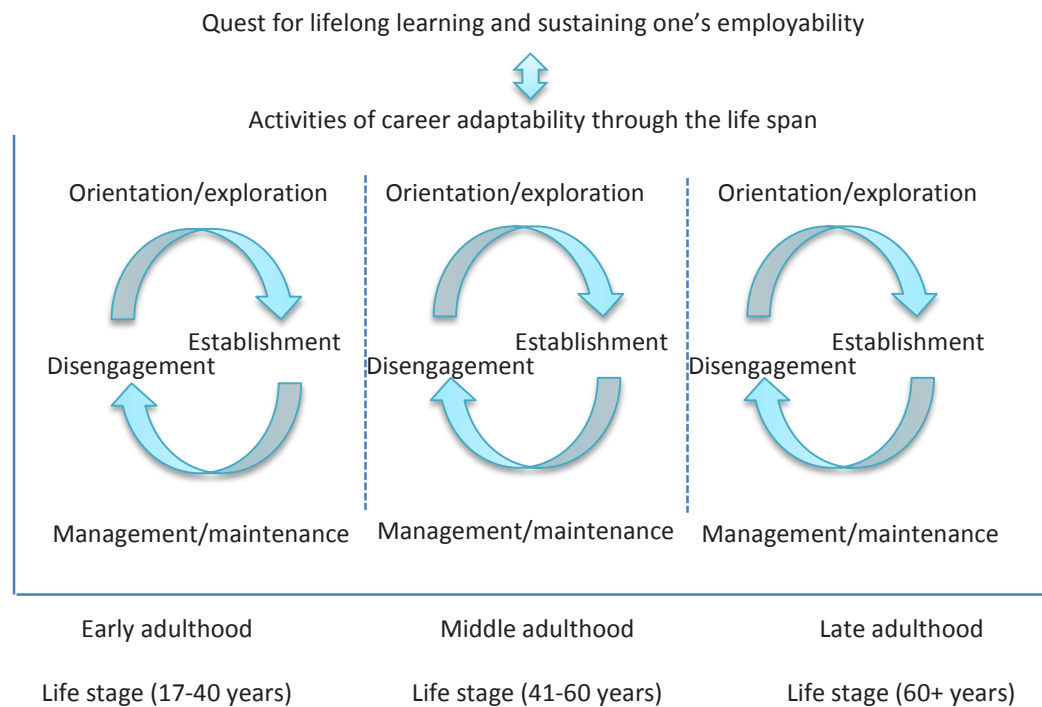 Quest for lifelong learning and sustaining one’s employability
Activities of career adaptability through the life span
Orientation/exploration
Establishment
Disengagement
Management/maintenance
Orientation/exploration
Establishment
Disengagement
Management/maintenance
Orientation/exploration
Establishment
Disengagement
Management/maintenance
Early adulthood
Middle adulthood
Late adulthood
Life stage (17-40 years)
Life stage (41-60 years)
Life stage (60+ years)